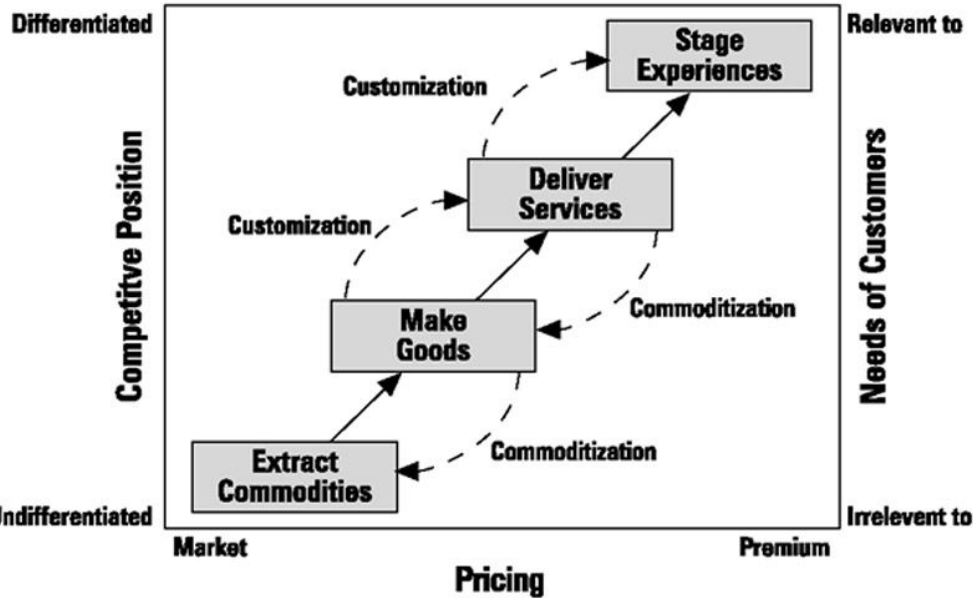 Differentiated
Relevant to
Stage
Experiences
Customization
Deliver
Services
Customization
Competitve Position
Needs of Customers
Commoditization
Make
Goods
Commoditization
Extract
Commodities
Undifferentiated
Irrelevent to
Market
Premium
Pricing